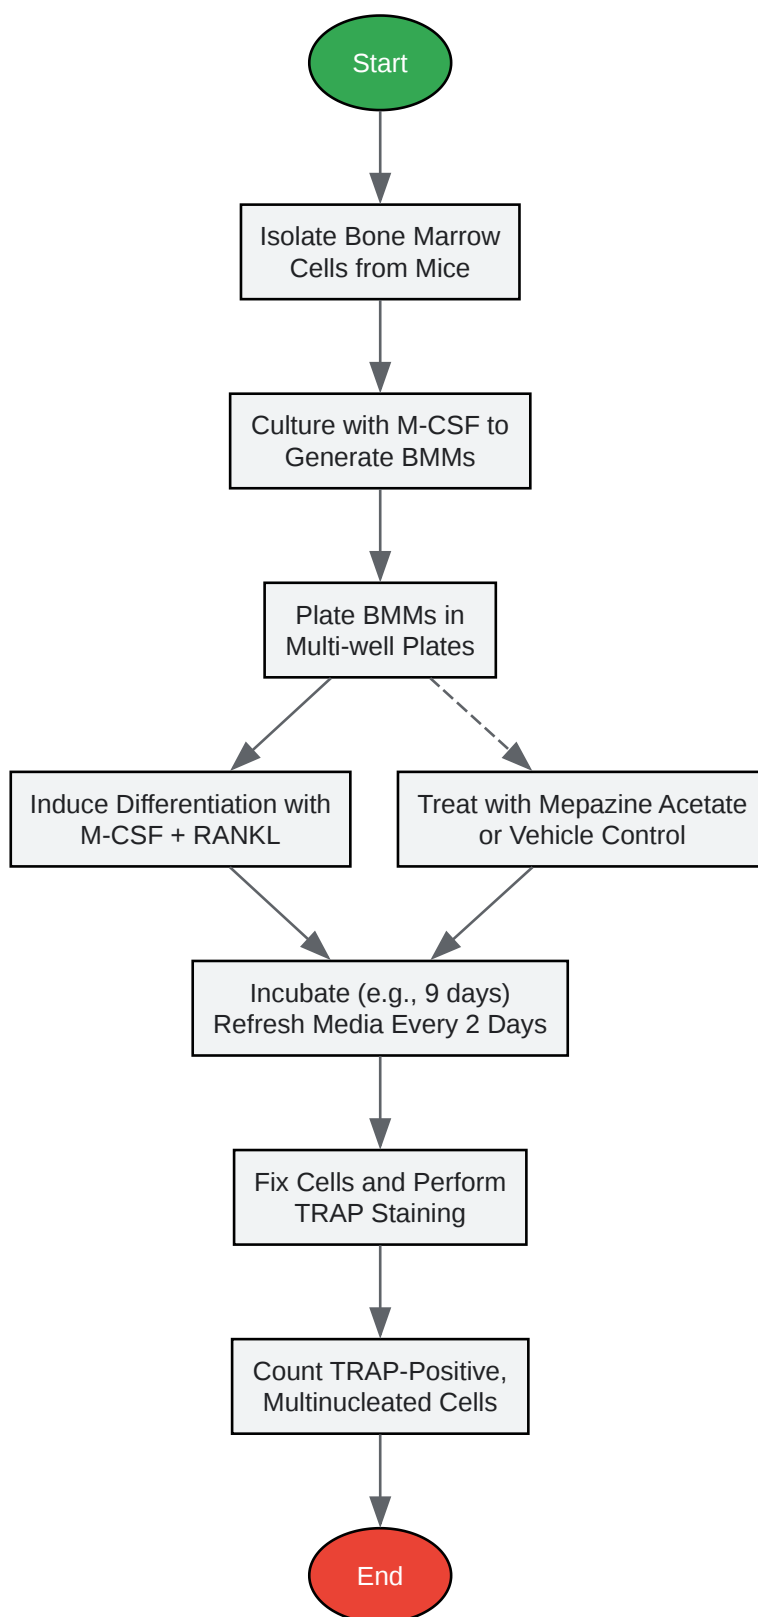 Start
Isolate Bone Marrow
Cells from Mice
Culture with M-CSF to
Generate BMMs
Plate BMMs in
Multi-well Plates
Induce Differentiation with
M-CSF + RANKL
Treat with Mepazine Acetate
or Vehicle Control
Incubate (e.g., 9 days)
Refresh Media Every 2 Days
Fix Cells and Perform
TRAP Staining
Count TRAP-Positive,
Multinucleated Cells
End